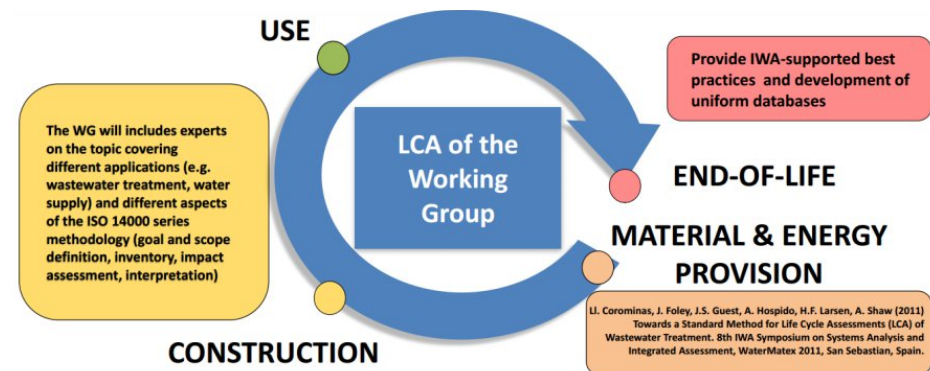 USE
Provide IWA-supported best
practices and development of
uniform databases
The WG will includes experts
on the topic covering
different applications (e.g.
wastewater treatment, water
supply) and different aspects
of the ISO 14000 series
methodology (goal and scope
definition, inventory, impact
assessment, interpretation)
LCA of the
Working
Group
END-OF-LIFE
MATERIAL & ENERGY
PROVISION
Ll. Corominas, J. Foley, J.S. Guest, A. Hospido, H.F. Larsen, A. Shaw (2011)
Towards a Standard Method for Life Cycle Assessments (LCA) of
Wastewater Treatment. 8th IWA Symposium on Systems Analysis and
Integrated Assessment, WaterMatex 2011, San Sebastian, Spain.
CONSTRUCTION